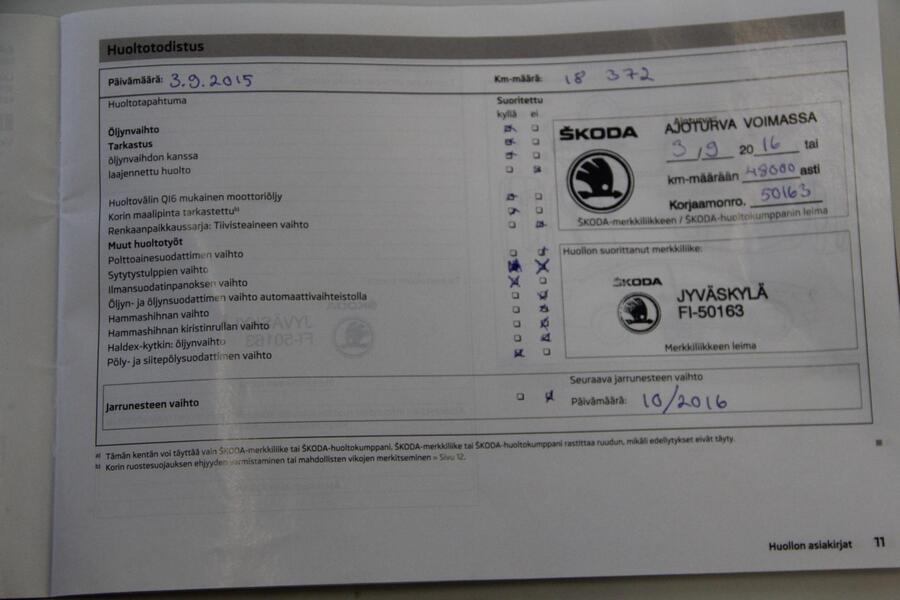 Huoltotodistus
Päivämäärä: 3.9.2015 Km-määrä: 18 372
Huoltotapahtuma Suoritettu
kyllä ei
Öljynvaihto
Tarkastus
öljynvaihdon kanssa
laajennettu huolto
Huoltovälin QI6 mukainen moottoriöljy
Korin maalipinta tarkastettu b)
Renkaanpaikkaussarja: Tiivisteaineen vaihto
Muut huoltotyöt
Polttoainesuodattimen vaihto
Sytytystulppien vaihto
Ilmansuodatinpanoksen vaihto
Öljyn- ja öljynsuodattimen vaihto automaattivaihteistolla
Hammashihnan vaihto
Hammashihnan kiristinrullan vaihto
Haldex-kytkin: öljynvaihto
Pöly- ja siitepölysuodattimen vaihto
ŠKODA
AJOTURVA VOIMASSA
3/9 2016 tai
km-määrään 48000 asti
Korjaamonro. 50163
ŠKODA-merkkiliikkeen / ŠKODA-huoltokumppanin leima
Huollon suorittanut merkkiliike:
ŠKODA
JYVÄSKYLÄ
FI-50163
Merkkiliikkeen leima
Jarrunesteen vaihto
Seuraava jarrunesteen vaihto
Päivämäärä: 10/2016
a) Tämän kentän voi täyttää vain ŠKODA-merkkiliike tai ŠKODA-huoltokumppani. ŠKODA-merkkiliike tai ŠKODA-huoltokumppani rastittaa ruudun, mikäli edellytykset eivät täyty.
b) Korin ruostesuojauksen ehjyyden varmistaminen tai mahdollisten vikojen merkitseminen » Sivu 12.
Huollon asiakirjat 11